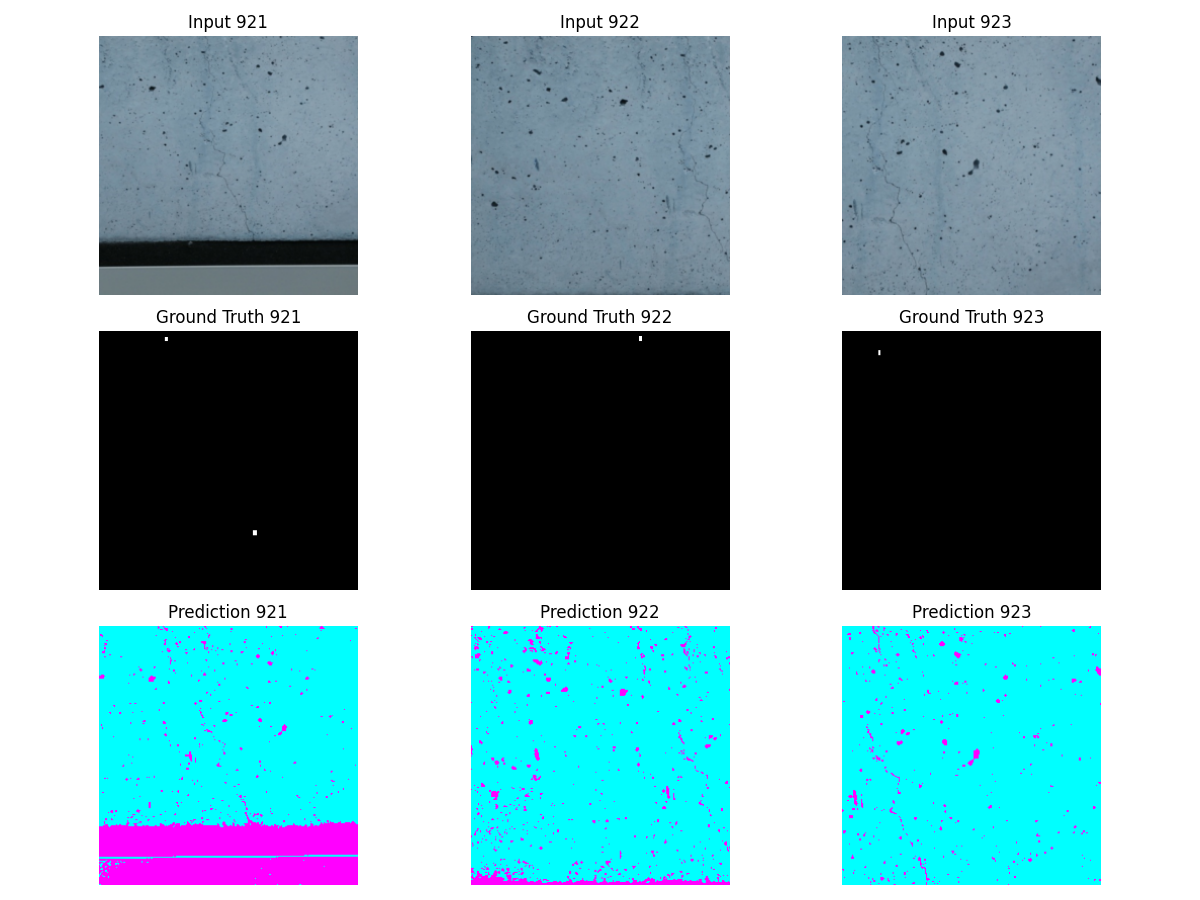 Input 921
Input 922
Input 923
Ground Truth 921
Ground Truth 922
Ground Truth 923
Prediction 921
Prediction 922
Prediction 923